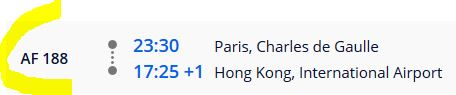 AF 188
23:30 Paris, Charles de Gaulle
17:25 +1 Hong Kong, International Airport